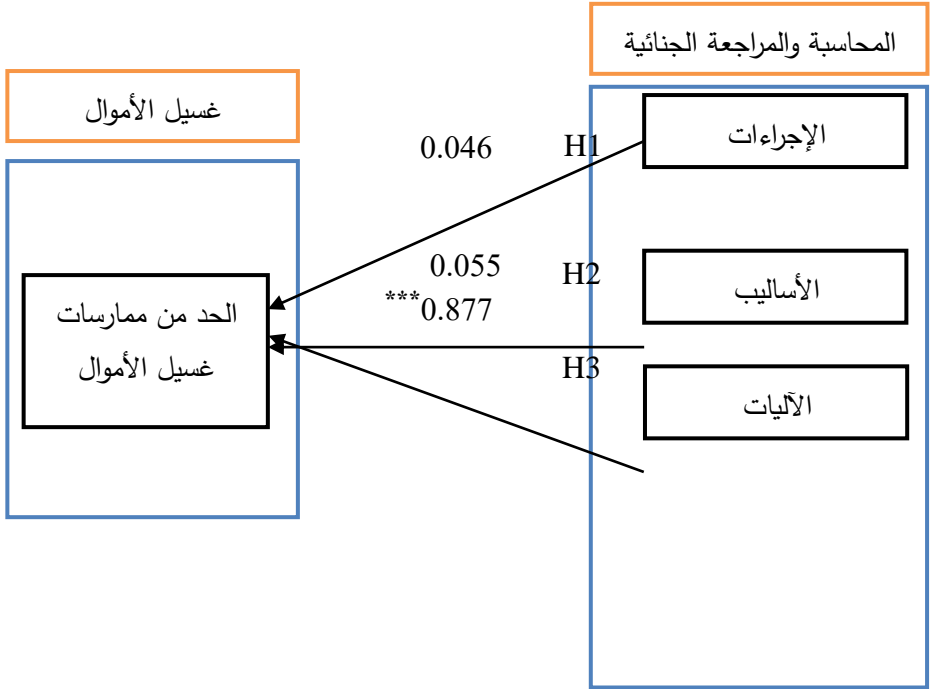 المحاسبة والمراجعة الجنائية
غسيل الأموال
الإجراءات
H1
0.046
الأساليب
H2
0.055
***0.877
الحد من ممارسات
غسيل الأموال
H3
الآليات